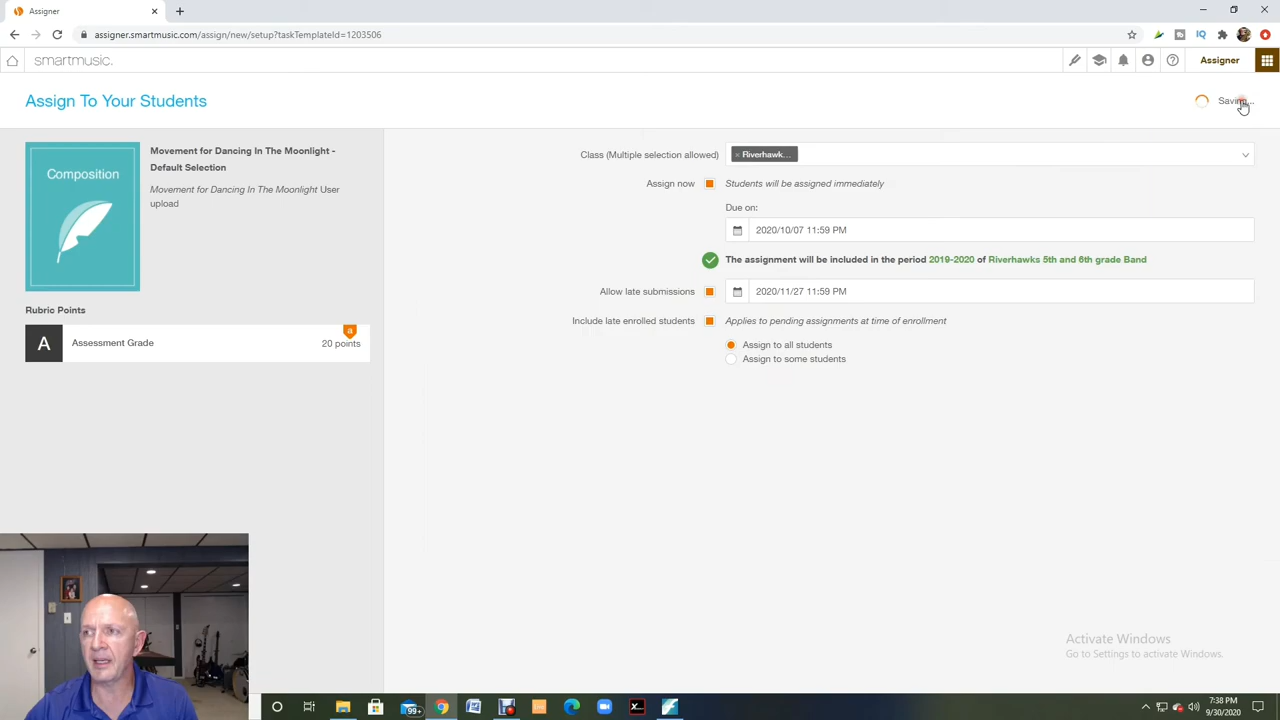 Assigner
assigner.smartmusic.com/assign/new/setup?taskTemplateId=1203506
IQ
smartmusic.
Assigner
Assign To Your Students
Saving...
Composition
Movement for Dancing In The Moonlight -
Default Selection
Movement for Dancing In The Moonlight User
upload
Class (Multiple selection allowed)
× Riverhawk...
Assign now
Students will be assigned immediately
Due on:
2020/10/07 11:59 PM
The assignment will be included in the period 2019-2020 of Riverhawks 5th and 6th grade Band
Allow late submissions
2020/11/27 11:59 PM
Include late enrolled students
Applies to pending assignments at time of enrollment
Assign to all students
Assign to some students
Rubric Points
A
Assessment Grade
a
20 points
Activate Windows
Go to Settings to activate Windows.
99+
7:38 PM
9/30/2020